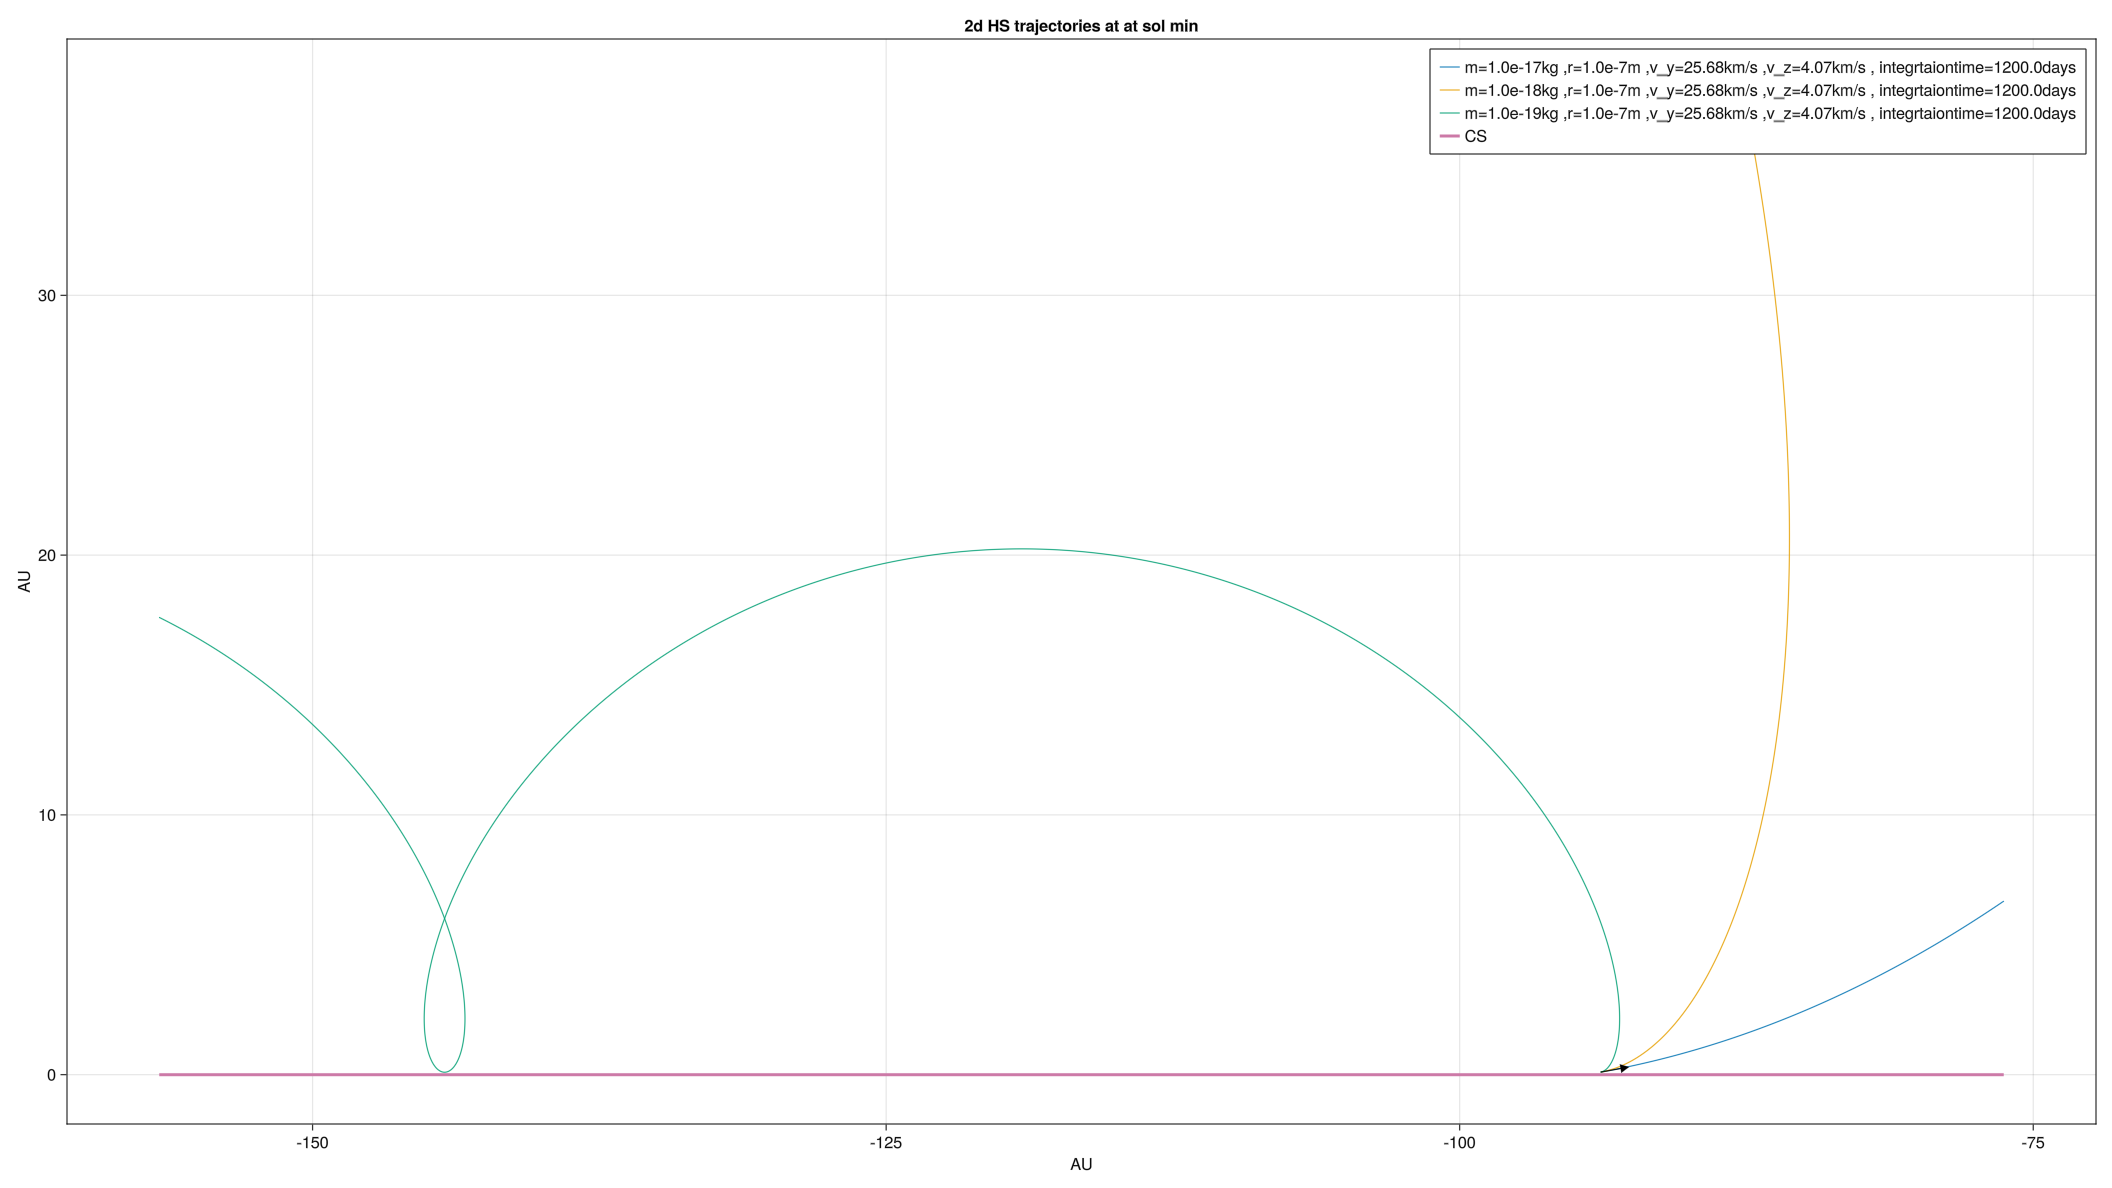 2d HS trajectories at at sol min
m=1.0e-17kg ,r=1.0e-7m ,v_y=25.68km/s ,v_z=4.07km/s , integrtaiontime=1200.0days
m=1.0e-18kg ,r=1.0e-7m ,v_y=25.68km/s ,v_z=4.07km/s , integrtaiontime=1200.0days
m=1.0e-19kg ,r=1.0e-7m ,v_y=25.68km/s ,v_z=4.07km/s , integrtaiontime=1200.0days
CS
30
20
10
0
AU
-150
-125
-100
-75
AU